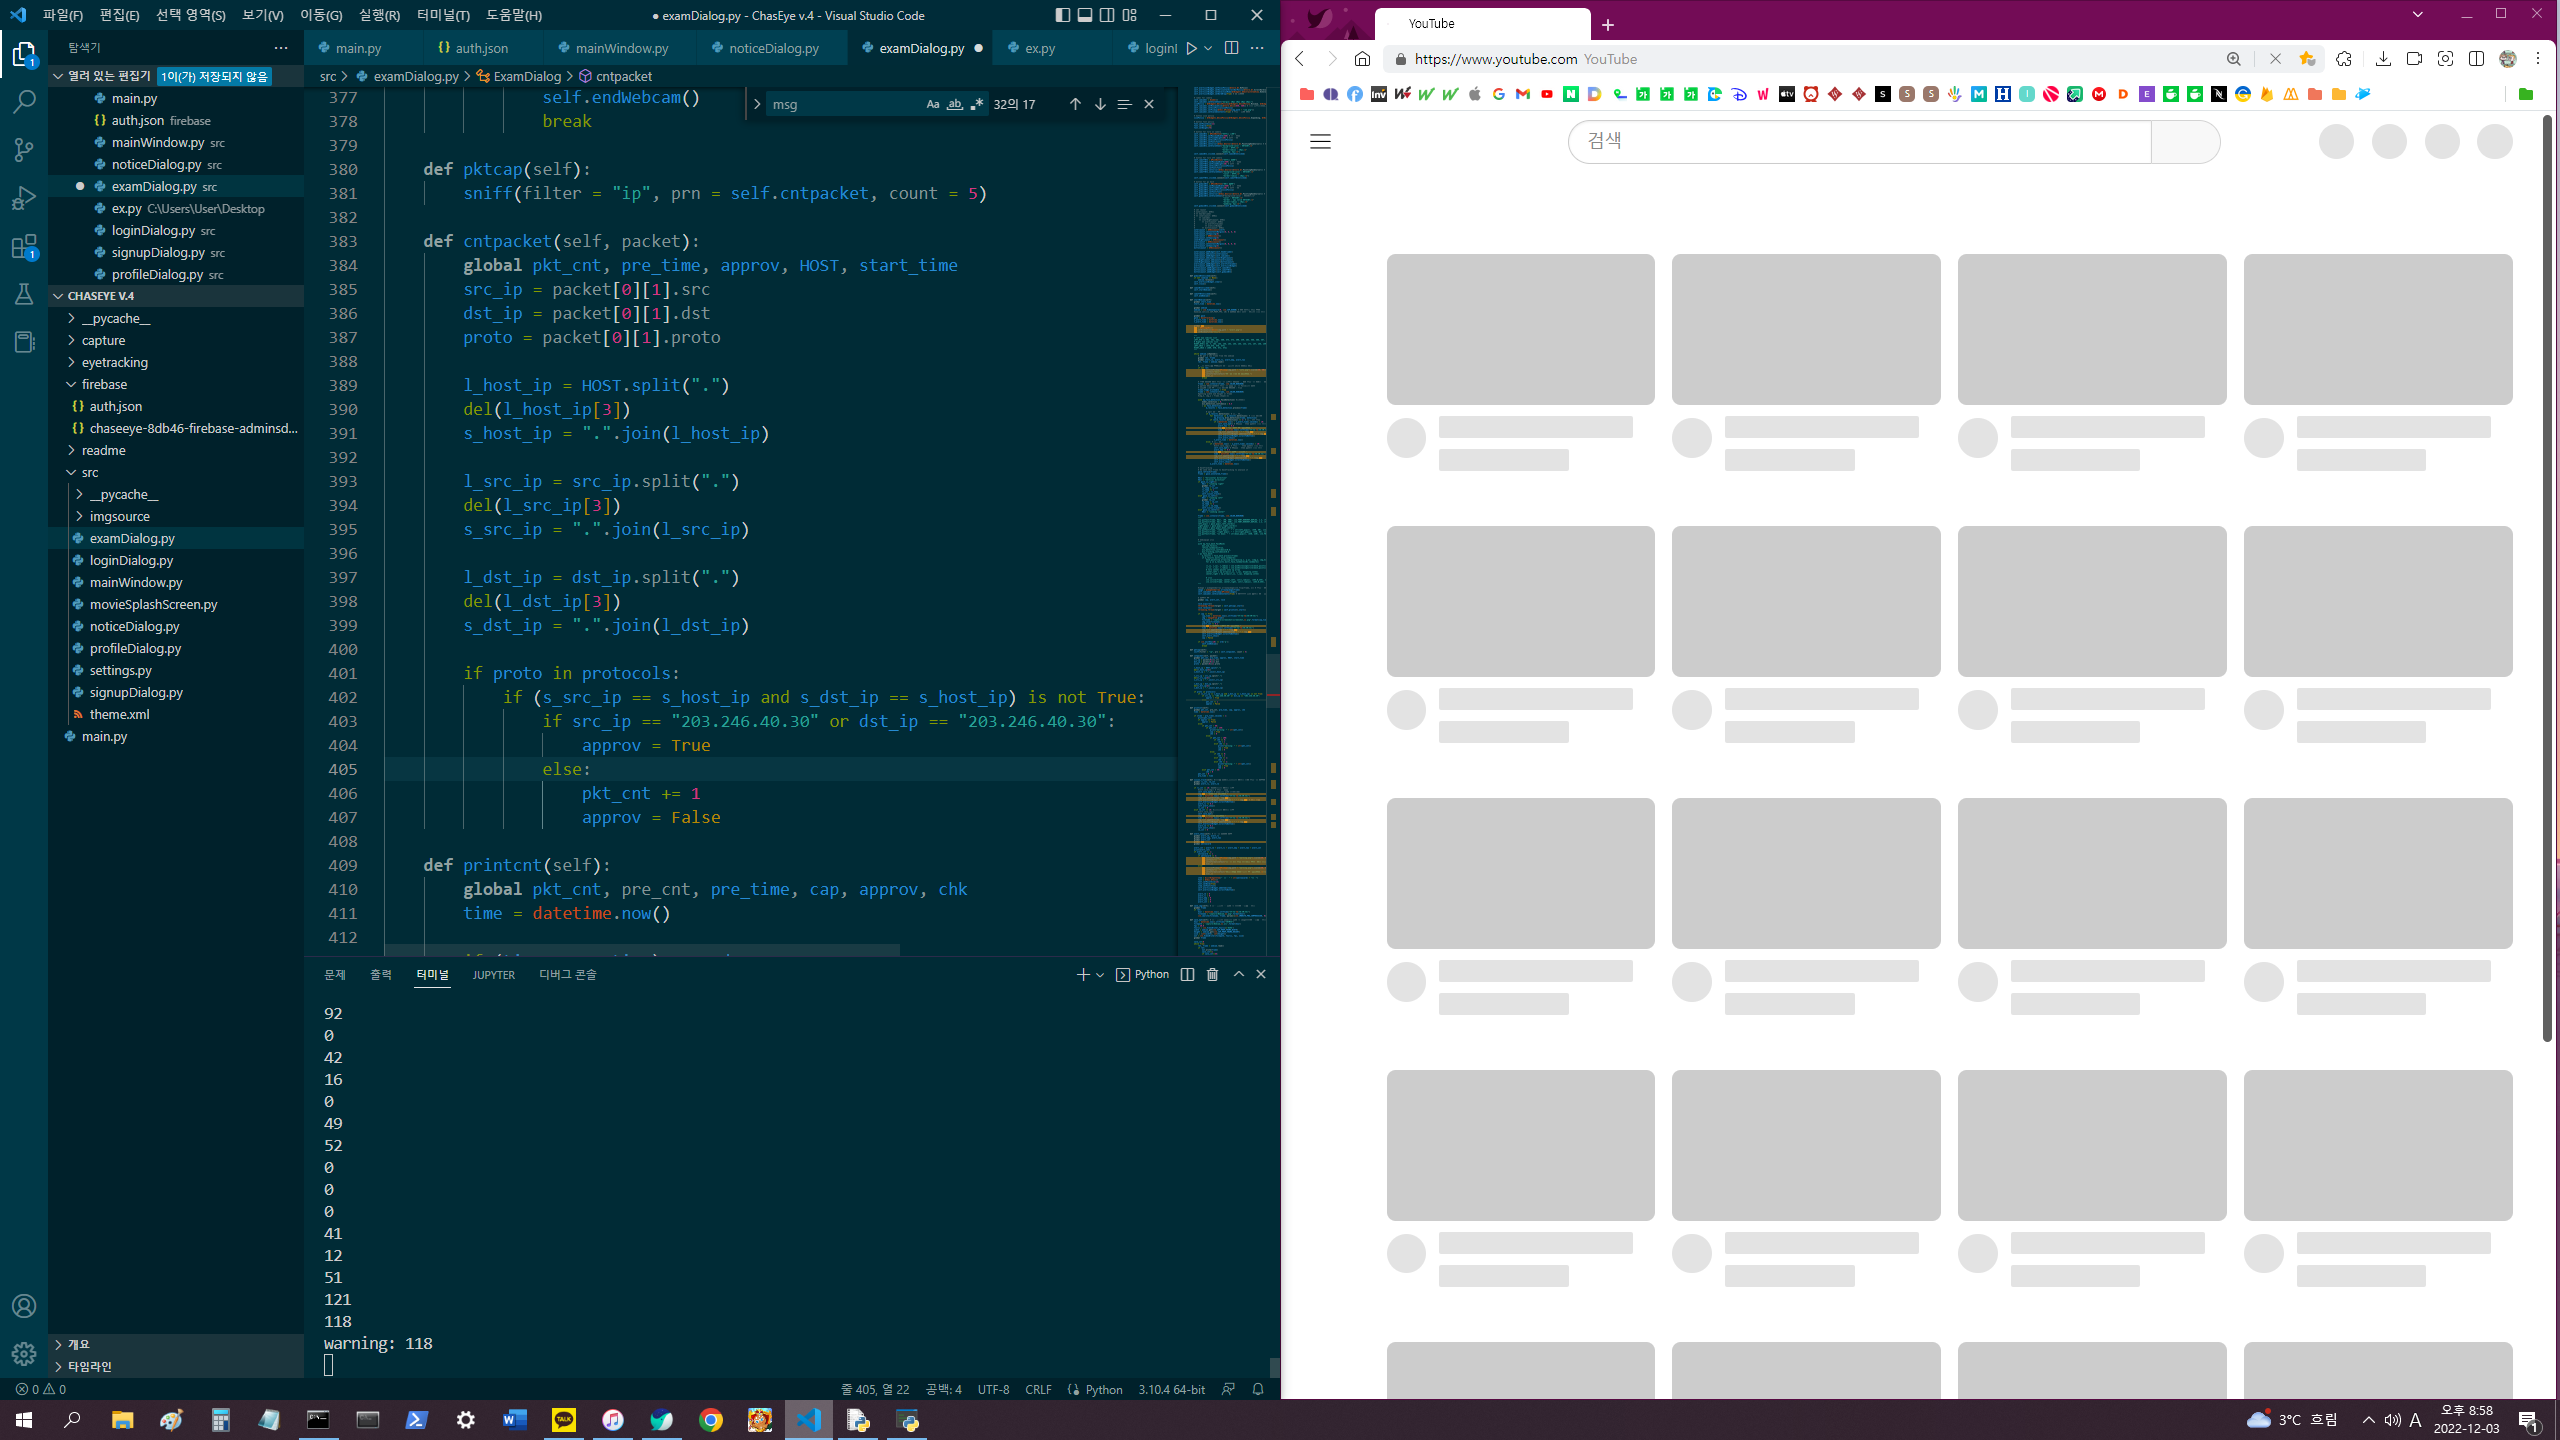 파일(F) 편집(E) 선택 영역(S) 보기(V) 이동(G) 실행(R) 터미널(T) 도움말(H)
● examDialog.py - ChasEye v.4 - Visual Studio Code
탐색기
열려 있는 편집기 1이(가) 저장되지 않음
main.py
auth.json firebase
mainWindow.py src
noticeDialog.py src
examDialog.py src
ex.py C:\Users\User\Desktop
loginDialog.py src
signupDialog.py src
profileDialog.py src
CHASEYE V.4
__pycache__
capture
eyetracking
firebase
auth.json
chaseeye-8db46-firebase-adminsd...
readme
src
__pycache__
imgsource
examDialog.py
loginDialog.py
mainWindow.py
movieSplashScreen.py
noticeDialog.py
profileDialog.py
settings.py
signupDialog.py
theme.xml
main.py
개요
타임라인
main.py auth.json mainWindow.py noticeDialog.py examDialog.py ● ex.py loginI
src > examDialog.py > ExamDialog > cntpacket
msg Aa ab 32의 17
377 self.endWebcam()
378 break
379
380 def pktcap(self):
381 sniff(filter = "ip", prn = self.cntpacket, count = 5)
382
383 def cntpacket(self, packet):
384 global pkt_cnt, pre_time, approv, HOST, start_time
385 src_ip = packet[0][1].src
386 dst_ip = packet[0][1].dst
387 proto = packet[0][1].proto
388
389 l_host_ip = HOST.split(".")
390 del(l_host_ip[3])
391 s_host_ip = ".".join(l_host_ip)
392
393 l_src_ip = src_ip.split(".")
394 del(l_src_ip[3])
395 s_src_ip = ".".join(l_src_ip)
396
397 l_dst_ip = dst_ip.split(".")
398 del(l_dst_ip[3])
399 s_dst_ip = ".".join(l_dst_ip)
400
401 if proto in protocols:
402 if (s_src_ip == s_host_ip and s_dst_ip == s_host_ip) is not True:
403 if src_ip == "203.246.40.30" or dst_ip == "203.246.40.30":
404 approv = True
405 else:
406 pkt_cnt += 1
407 approv = False
408
409 def printcnt(self):
410 global pkt_cnt, pre_cnt, pre_time, cap, approv, chk
411 time = datetime.now()
412
문제 출력 터미널 JUPYTER 디버그 콘솔
Python
92
0
42
16
0
49
52
0
0
0
41
12
51
121
118
warning: 118
0 0 줄 405, 열 22 공백: 4 UTF-8 CRLF Python 3.10.4 64-bit
YouTube
https://www.youtube.com YouTube
검색
3°C 흐림 A 오후 8:58
2022-12-03
1